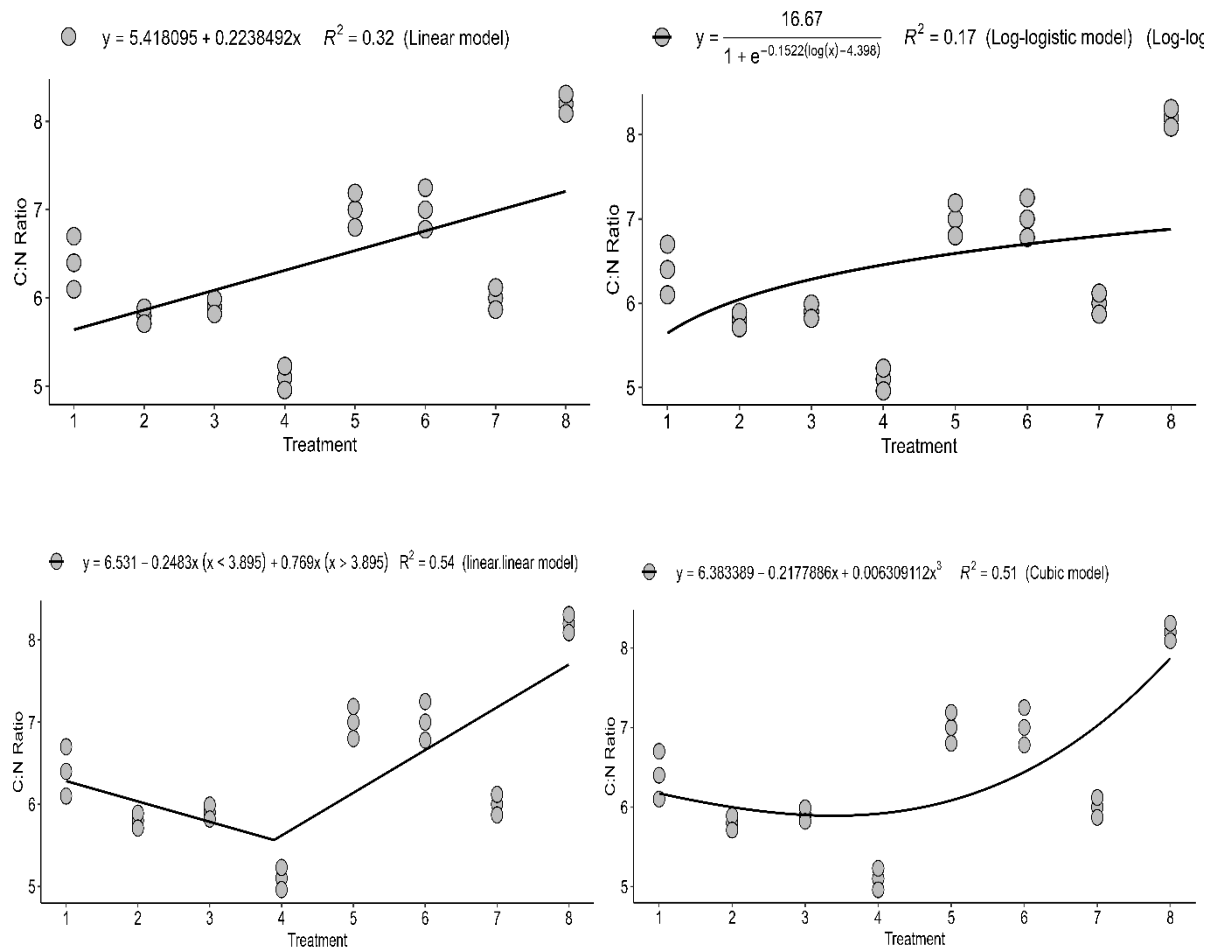 y = 5.418095 + 0.2238492x R² = 0.32 (Linear model)
C:N Ratio
8
7
6
5
1 2 3 4 5 6 7 8
Treatment
y = 16.67 / 1 + e^−0.1522(log(x)−4.398) R² = 0.17 (Log-logistic model) (Log-log
C:N Ratio
8
7
6
5
1 2 3 4 5 6 7 8
Treatment
y = 6.531 − 0.2483x (x < 3.895) + 0.769x (x > 3.895) R² = 0.54 (linear.linear model)
C:N Ratio
8
7
6
5
1 2 3 4 5 6 7 8
Treatment
y = 6.383389 − 0.2177886x + 0.006309112x³ R² = 0.51 (Cubic model)
C:N Ratio
8
7
6
5
1 2 3 4 5 6 7 8
Treatment